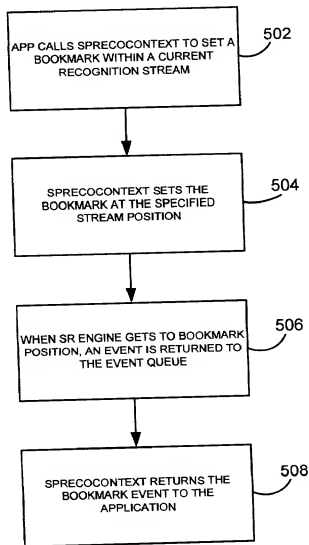 APP CALLS SPRECOCONTEXT TO SET A
BOOKMARK WITHIN A CURRENT
RECOGNITION STREAM
502
SPRECOCONTEXT SETS THE
BOOKMARK AT THE SPECIFIED
STREAM POSITION
504
WHEN SR ENGINE GETS TO BOOKMARK
POSITION, AN EVENT IS RETURNED TO
THE EVENT QUEUE
506
SPRECOCONTEXT RETURNS THE
BOOKMARK EVENT TO THE
APPLICATION
508